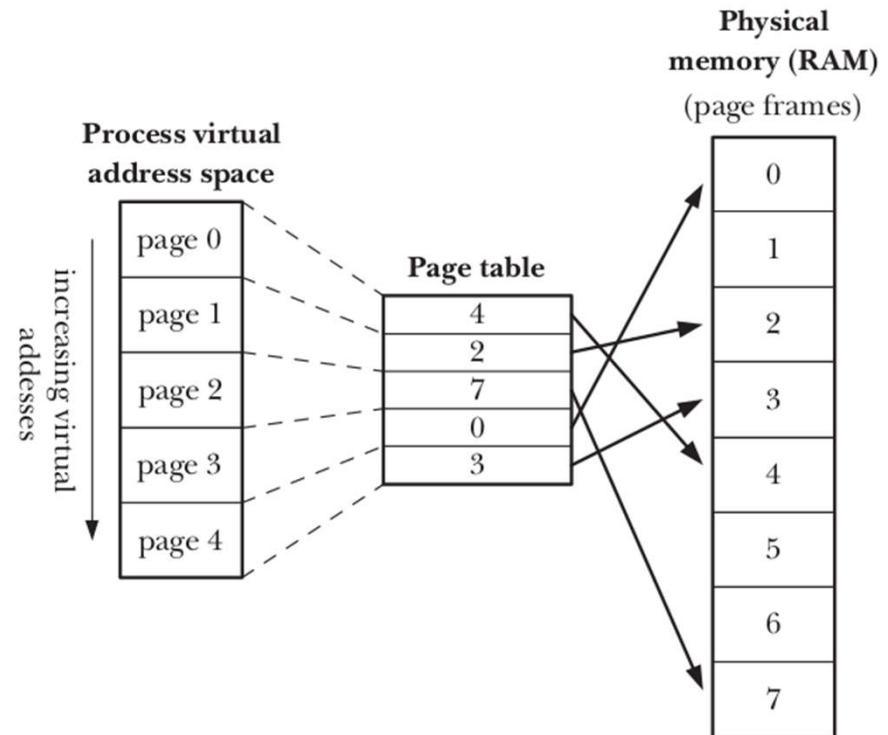 Physical
memory (RAM)
(page frames)
Process virtual
address space
increasing virtual
addesses
page 0
page 1
page 2
page 3
page 4
Page table
4
2
7
0
3
0
1
2
3
4
5
6
7